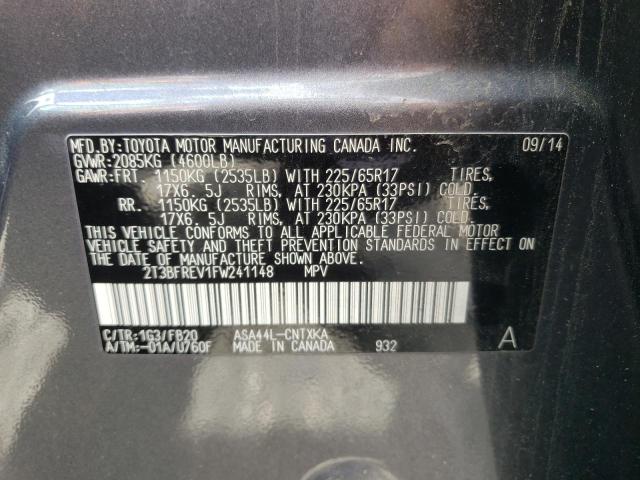 MFD.BY:TOYOTA MOTOR MANUFACTURING CANADA INC. 09/14
GVWR:2085KG (4600LB)
GAWR:FRT. 1150KG (2535LB) WITH 225/65R17 TIRES,
17X6. 5J RIMS, AT 230KPA (33PSI) COLD.
RR. 1150KG (2535LB) WITH 225/65R17 TIRES,
17X6. 5J RIMS, AT 230KPA (33PSI) COLD.
THIS VEHICLE CONFORMS TO ALL APPLICABLE FEDERAL MOTOR
VEHICLE SAFETY AND THEFT PREVENTION STANDARDS IN EFFECT ON
THE DATE OF MANUFACTURE SHOWN ABOVE.
2T3BFREV1FW241148 MPV
C/TR:1G3/FB20 ASA44L-CNTXKA
A/TM:-01A/U760F MADE IN CANADA 932 A